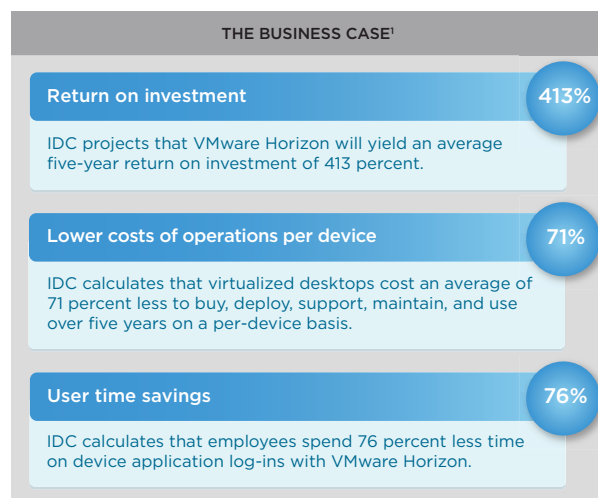 THE BUSINESS CASE¹
Return on investment
413%
IDC projects that VMware Horizon will yield an average
five-year return on investment of 413 percent.
Lower costs of operations per device
71%
IDC calculates that virtualized desktops cost an average of
71 percent less to buy, deploy, support, maintain, and use
over five years on a per-device basis.
User time savings
76%
IDC calculates that employees spend 76 percent less time
on device application log-ins with VMware Horizon.